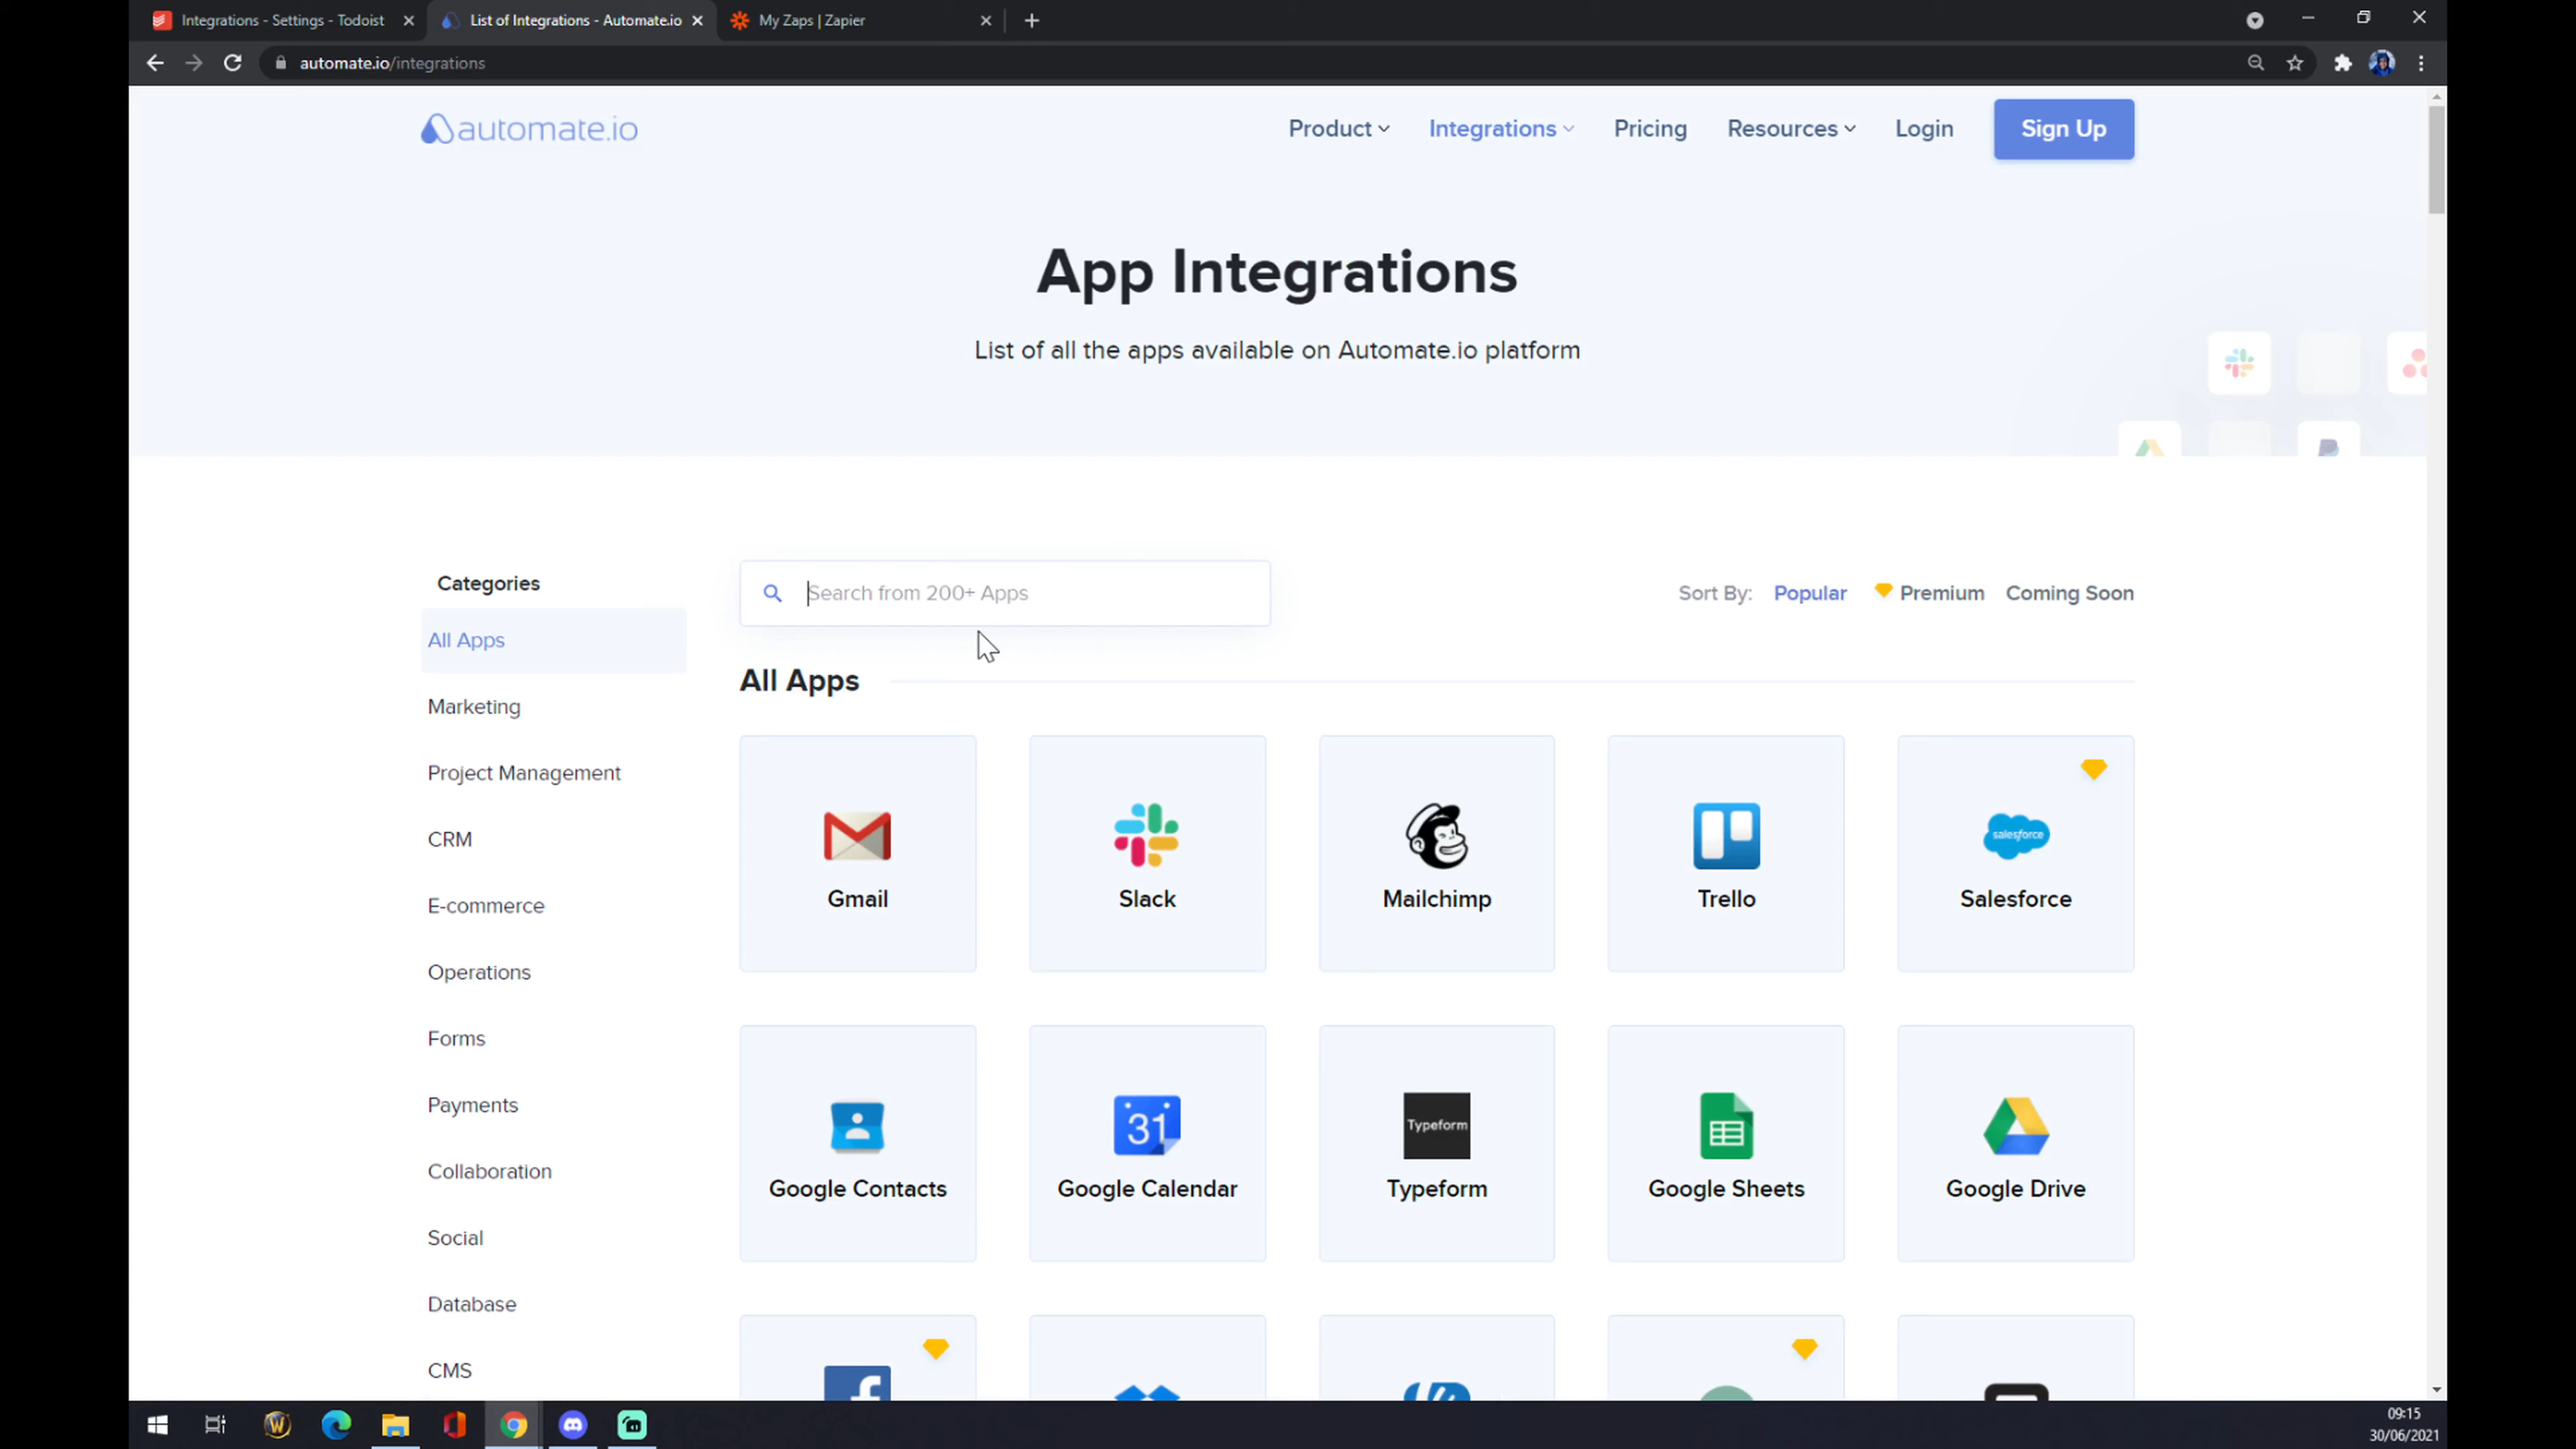 Integrations - Settings - Todoist
List of Integrations - Automate.io
My Zaps | Zapier
automate.io/integrations
automate.io
Product
Integrations
Pricing
Resources
Login
Sign Up
App Integrations
List of all the apps available on Automate.io platform
Categories
All Apps
Marketing
Project Management
CRM
E-commerce
Operations
Forms
Payments
Collaboration
Social
Database
CMS
Search from 200+ Apps
Sort By:
Popular
Premium
Coming Soon
All Apps
Gmail
Slack
Mailchimp
Trello
salesforce
Salesforce
Google Contacts
31
Google Calendar
Typeform
Typeform
Google Sheets
Google Drive
09:15
30/06/2021